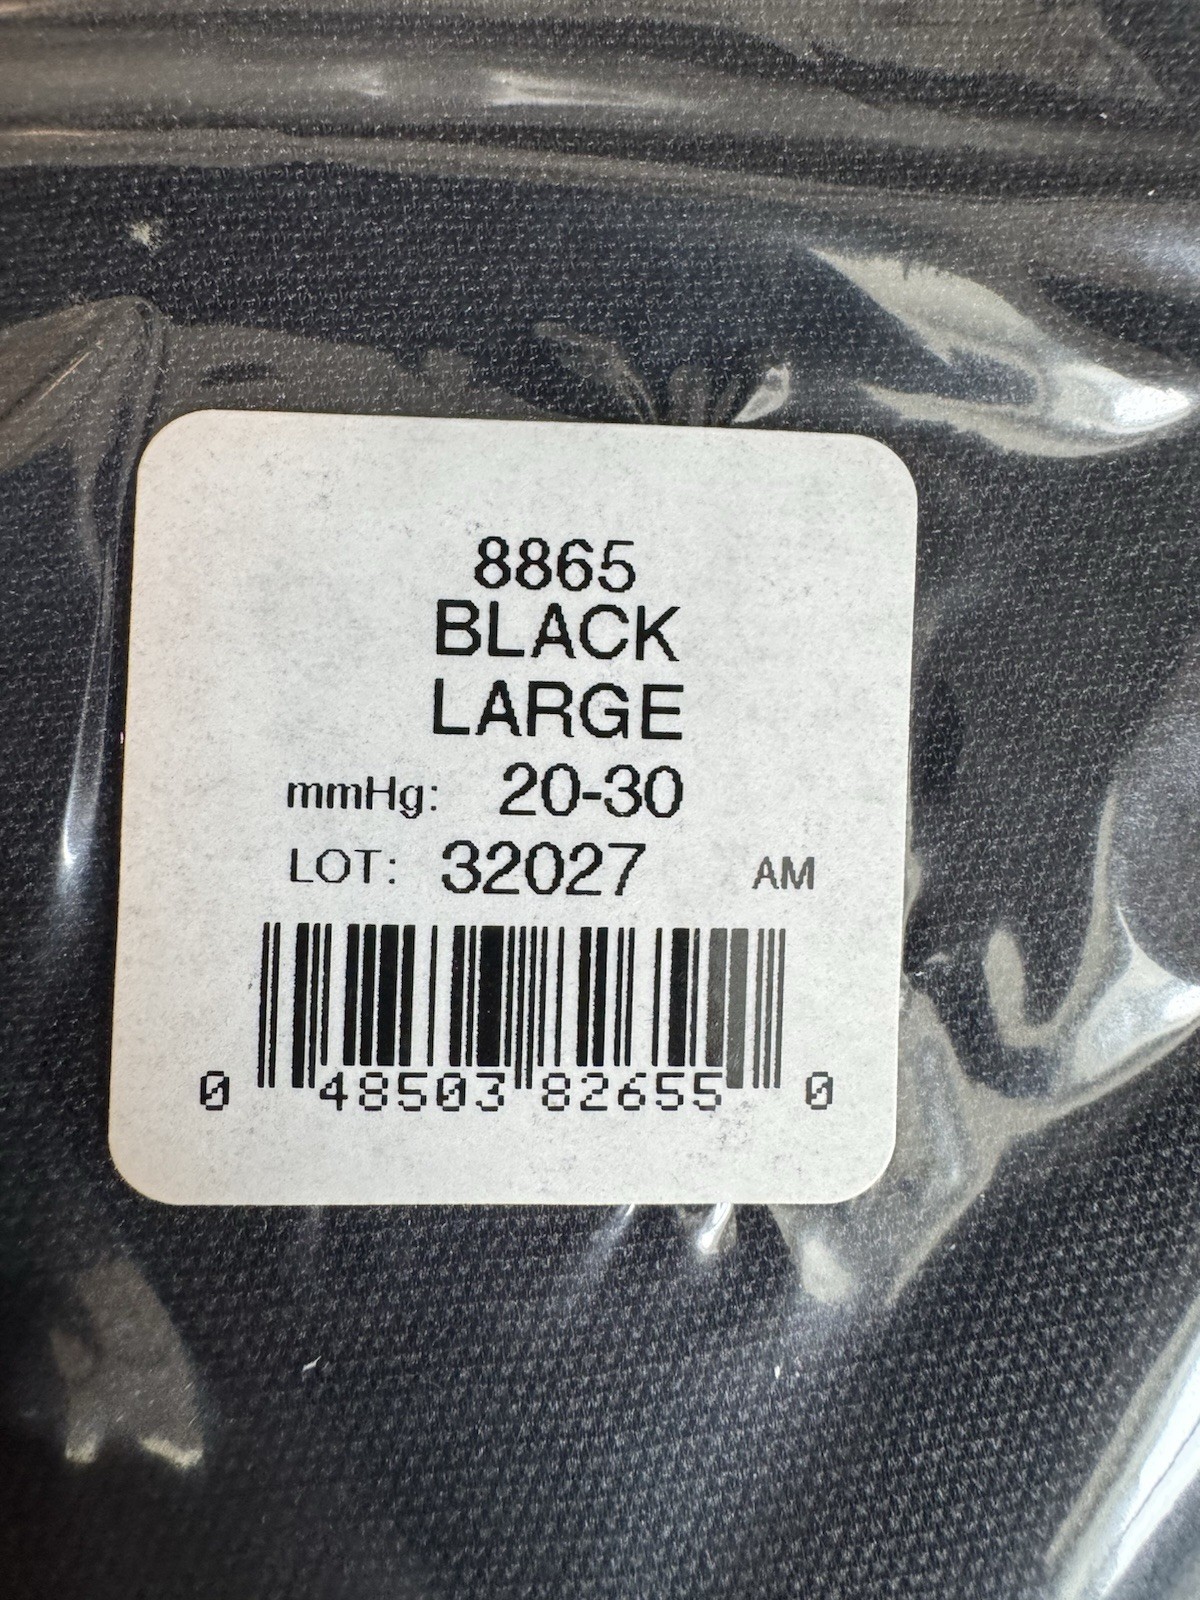 8865
BLACK
LARGE
mmHg: 20-30
LOT: 32027 AM
0 48503 82655 0